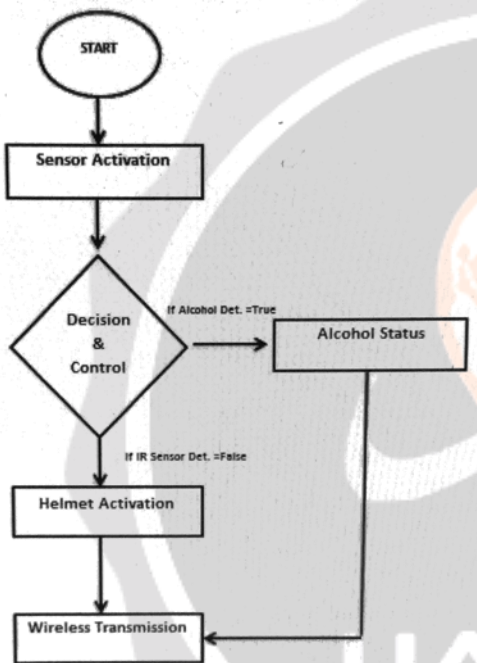 START
Sensor Activation
Decision
&
Control
If Alcohol Det. =True
Alcohol Status
If IR Sensor Det. =False
Helmet Activation
Wireless Transmission